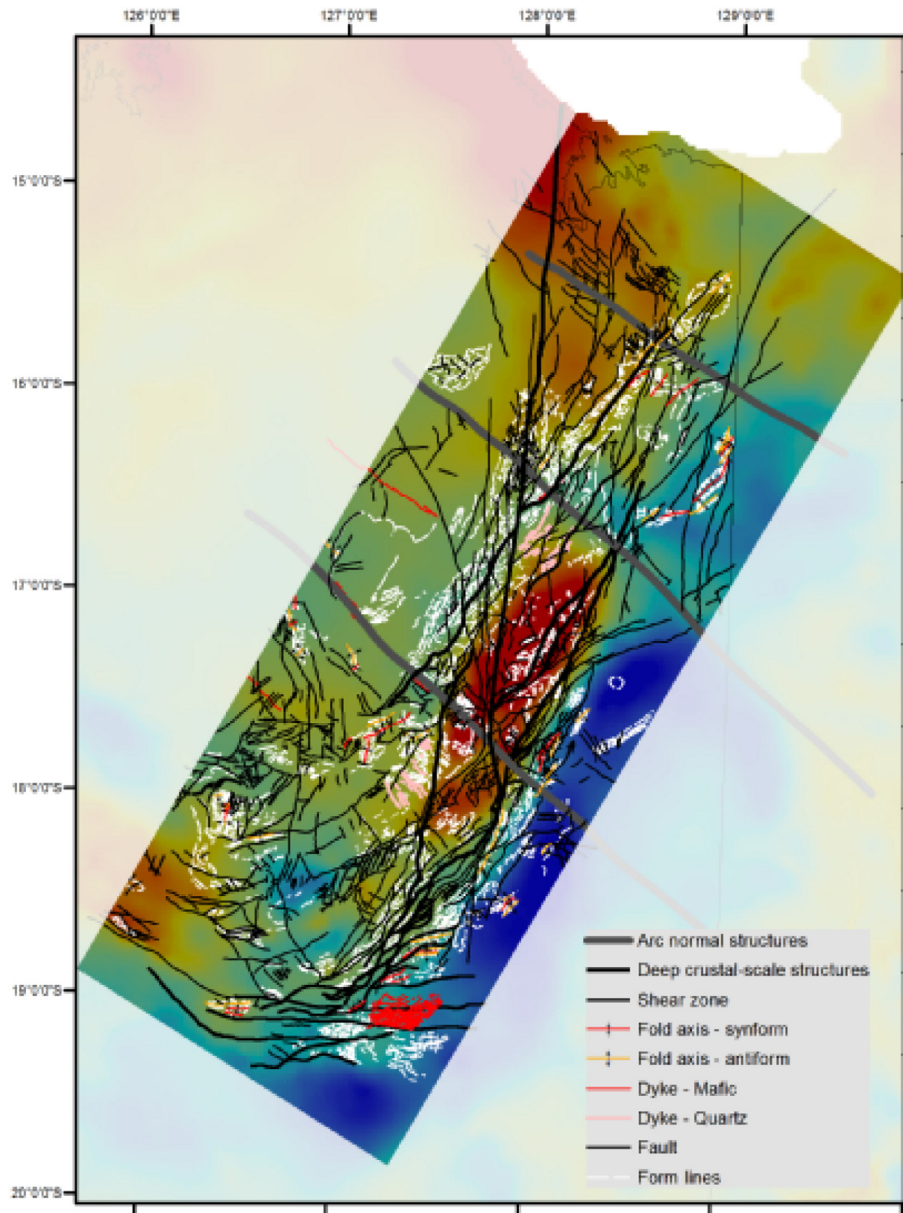 126°0'0"E 127°0'0"E 128°0'0"E 129°0'0"E
15°0'0"S
16°0'0"S
17°0'0"S
18°0'0"S
19°0'0"S
20°0'0"S
Arc normal structures
Deep crustal-scale structures
Shear zone
Fold axis - synform
Fold axis - antiform
Dyke - Mafic
Dyke - Quartz
Fault
Form lines